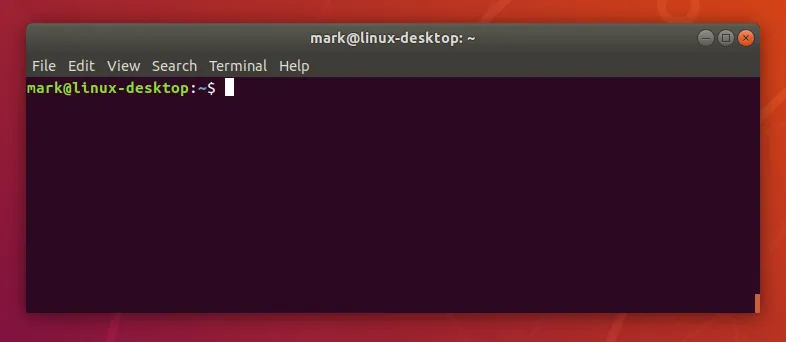 mark@linux-desktop: ~
File Edit View Search Terminal Help
mark@linux-desktop:~$